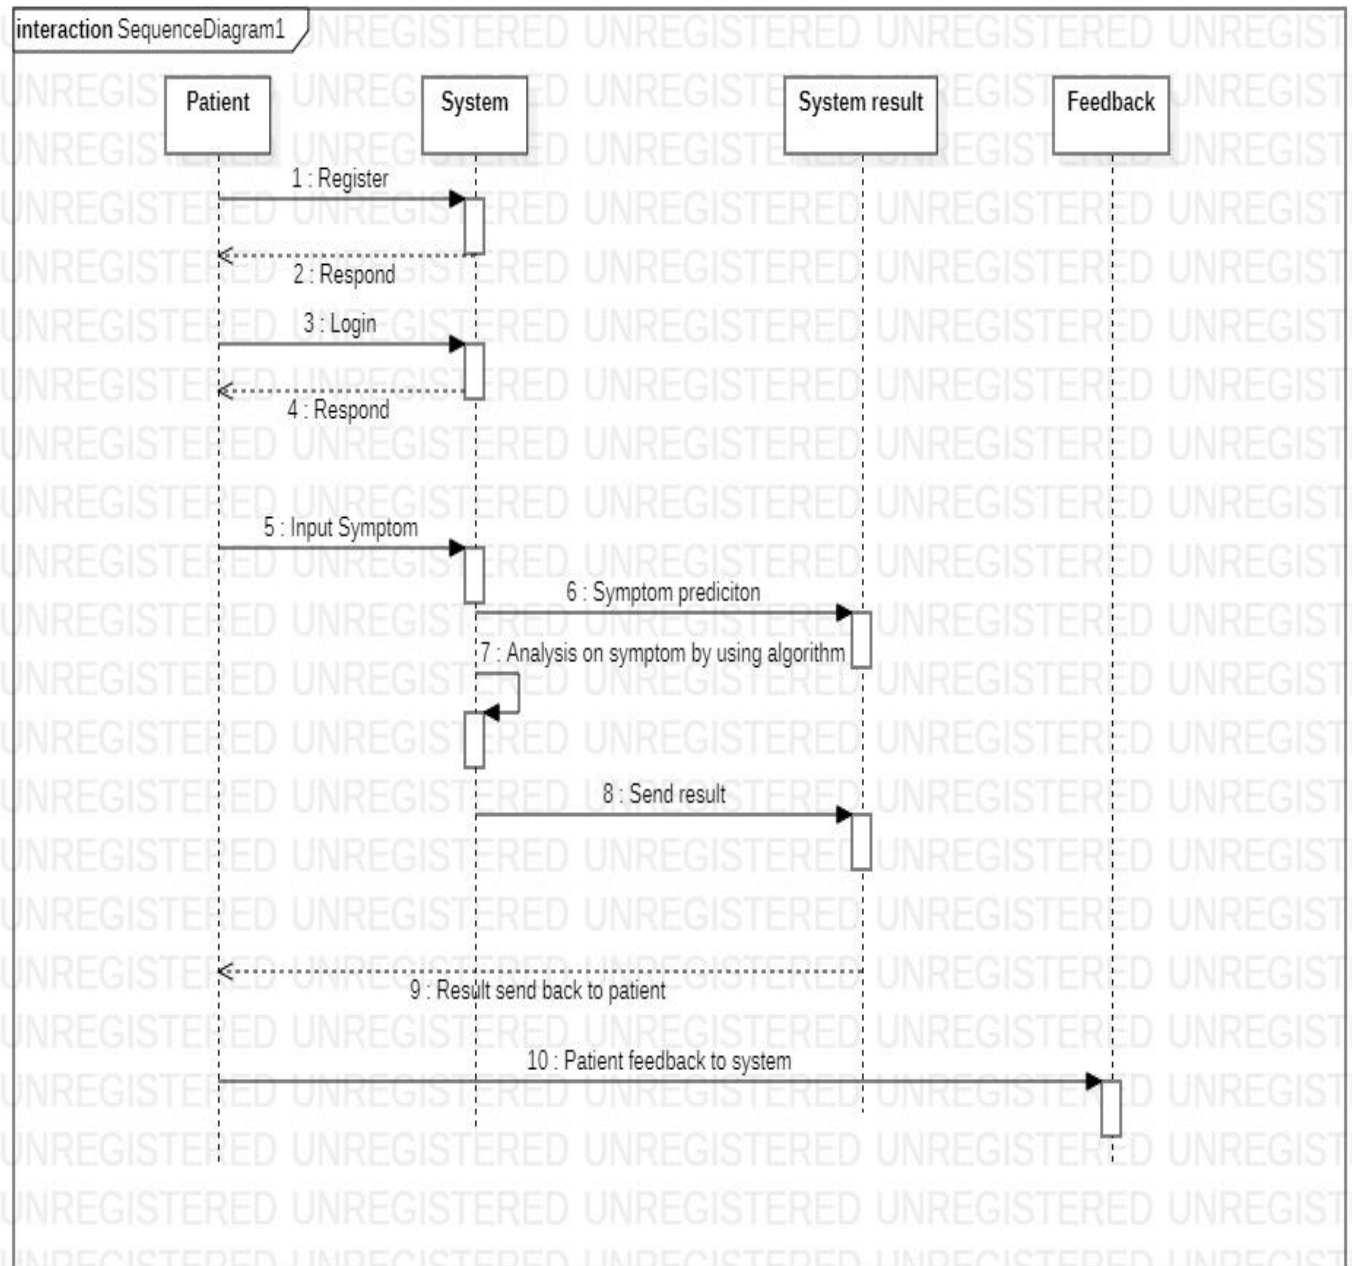 interaction SequenceDiagram1
Patient
System
System result
Feedback
1 : Register
2 : Respond
3 : Login
4 : Respond
5 : Input Symptom
6 : Symptom prediciton
7 : Analysis on symptom by using algorithm
8 : Send result
9 : Result send back to patient
10 : Patient feedback to system
UNREGISTERED